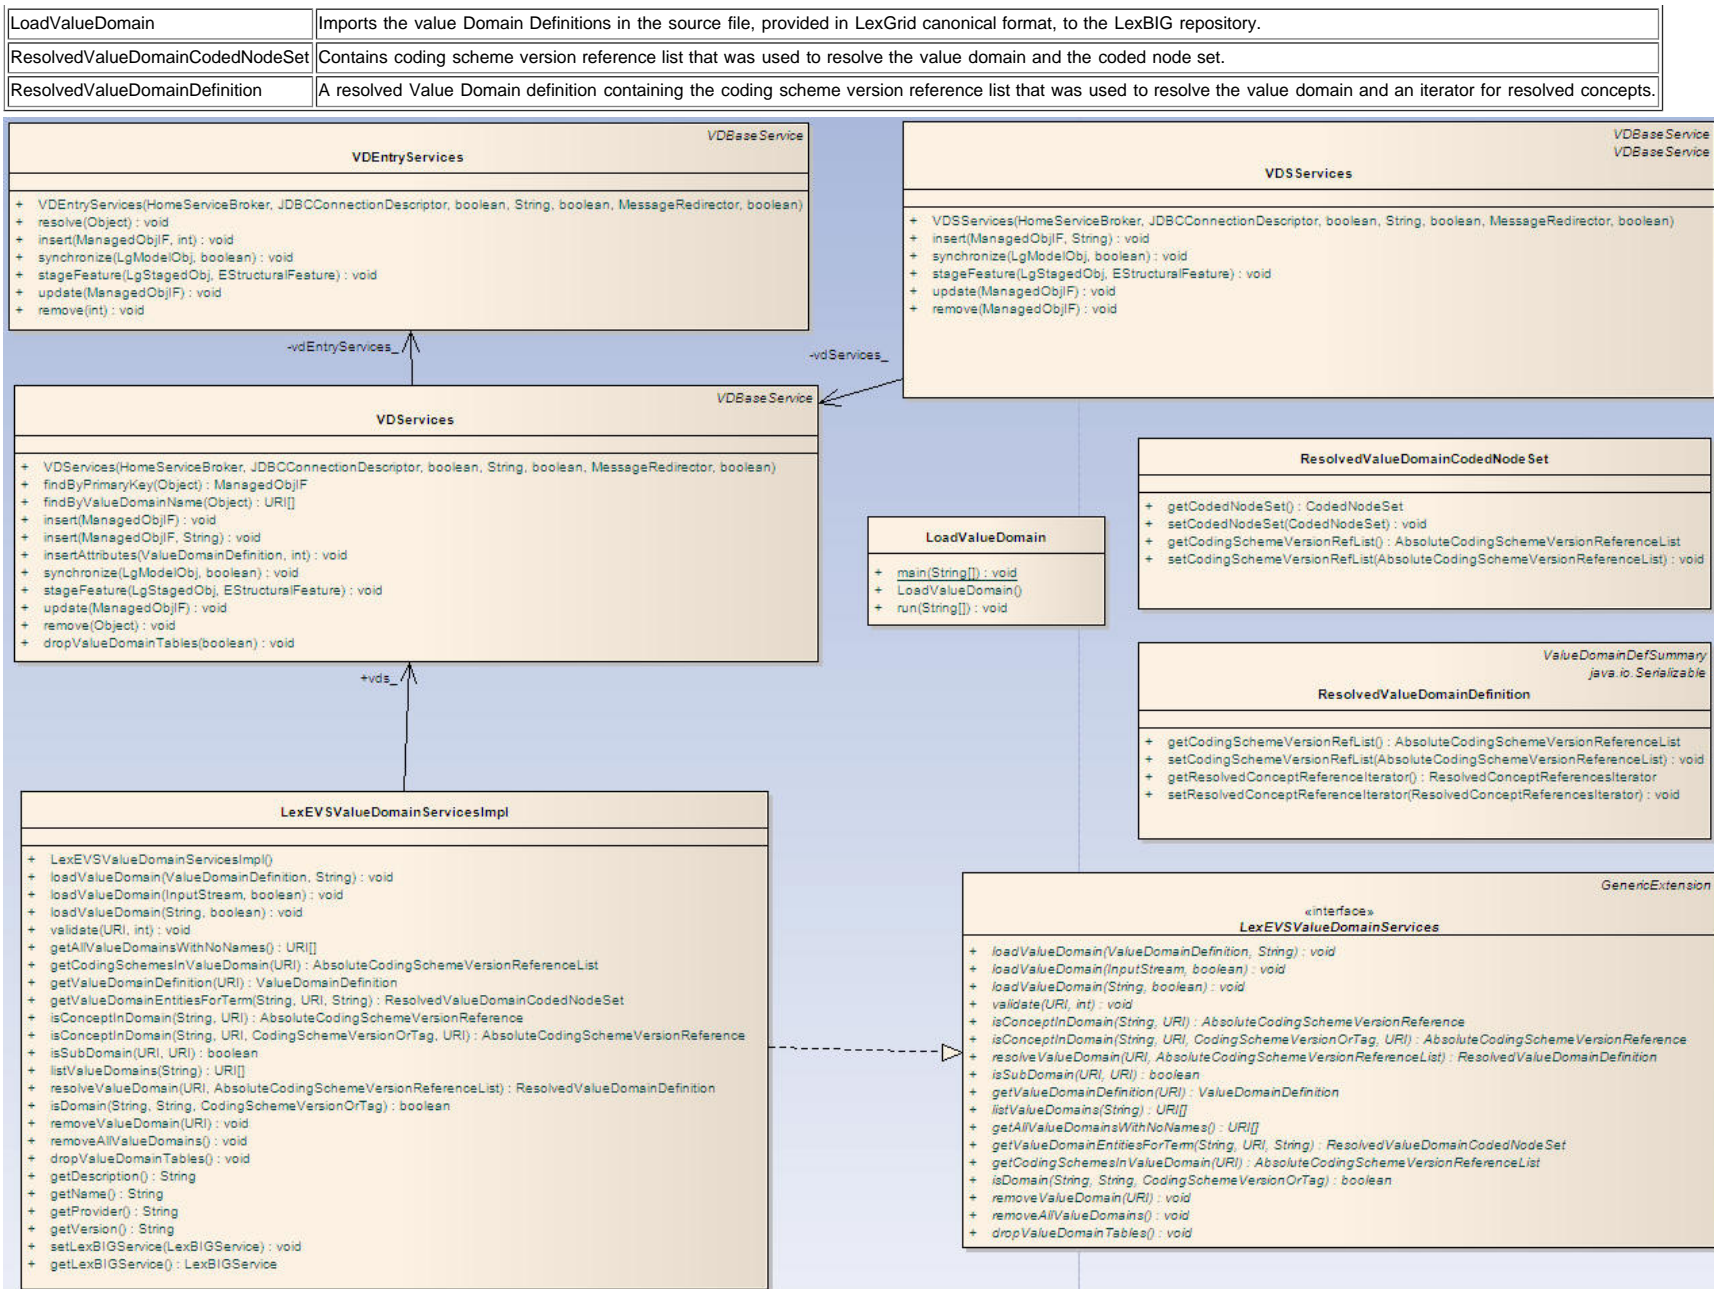 LoadValueDomain Imports the value Domain Definitions in the source file, provided in LexGrid canonical format, to the LexBIG repository.
ResolvedValueDomainCodedNodeSet Contains coding scheme version reference list that was used to resolve the value domain and the coded node set.
ResolvedValueDomainDefinition A resolved Value Domain definition containing the coding scheme version reference list that was used to resolve the value domain and an iterator for resolved concepts.
VDBaseService
VDEntryServices
+ VDEntryServices(HomeServiceBroker, JDBCConnectionDescriptor, boolean, String, boolean, MessageRedirector, boolean)
+ resolve(Object) : void
+ insert(ManagedObjIF, int) : void
+ synchronize(LgModelObj, boolean) : void
+ stageFeature(LgStagedObj, EStructuralFeature) : void
+ update(ManagedObjIF) : void
+ remove(int) : void
VDBaseService
VDBaseService
VDSServices
+ VDSServices(HomeServiceBroker, JDBCConnectionDescriptor, boolean, String, boolean, MessageRedirector, boolean)
+ insert(ManagedObjIF, String) : void
+ synchronize(LgModelObj, boolean) : void
+ stageFeature(LgStagedObj, EStructuralFeature) : void
+ update(ManagedObjIF) : void
+ remove(ManagedObjIF) : void
-vdEntryServices_
-vdServices_
VDBaseService
VDServices
+ VDServices(HomeServiceBroker, JDBCConnectionDescriptor, boolean, String, boolean, MessageRedirector, boolean)
+ findByPrimaryKey(Object) : ManagedObjIF
+ findByValueDomainName(Object) : URI[]
+ insert(ManagedObjIF) : void
+ insert(ManagedObjIF, String) : void
+ insertAttributes(ValueDomainDefinition, int) : void
+ synchronize(LgModelObj, boolean) : void
+ stageFeature(LgStagedObj, EStructuralFeature) : void
+ update(ManagedObjIF) : void
+ remove(Object) : void
+ dropValueDomainTables(boolean) : void
LoadValueDomain
+ main(String[]) : void
+ LoadValueDomain()
+ run(String[]) : void
ResolvedValueDomainCodedNodeSet
+ getCodedNodeSet() : CodedNodeSet
+ setCodedNodeSet(CodedNodeSet) : void
+ getCodingSchemeVersionRefList() : AbsoluteCodingSchemeVersionReferenceList
+ setCodingSchemeVersionRefList(AbsoluteCodingSchemeVersionReferenceList) : void
ValueDomainDefSummary
java.io.Serializable
ResolvedValueDomainDefinition
+ getCodingSchemeVersionRefList() : AbsoluteCodingSchemeVersionReferenceList
+ setCodingSchemeVersionRefList(AbsoluteCodingSchemeVersionReferenceList) : void
+ getResolvedConceptReferenceIterator() : ResolvedConceptReferencesIterator
+ setResolvedConceptReferenceIterator(ResolvedConceptReferencesIterator) : void
+vds_
LexEVSValueDomainServicesImpl
+ LexEVSValueDomainServicesImpl()
+ loadValueDomain(ValueDomainDefinition, String) : void
+ loadValueDomain(InputStream, boolean) : void
+ loadValueDomain(String, boolean) : void
+ validate(URI, int) : void
+ getAllValueDomainsWithNoNames() : URI[]
+ getCodingSchemesInValueDomain(URI) : AbsoluteCodingSchemeVersionReferenceList
+ getValueDomainDefinition(URI) : ValueDomainDefinition
+ getValueDomainEntitiesForTerm(String, URI, String) : ResolvedValueDomainCodedNodeSet
+ isConceptInDomain(String, URI) : AbsoluteCodingSchemeVersionReference
+ isConceptInDomain(String, URI, CodingSchemeVersionOrTag, URI) : AbsoluteCodingSchemeVersionReference
+ isSubDomain(URI, URI) : boolean
+ listValueDomains(String) : URI[]
+ resolveValueDomain(URI, AbsoluteCodingSchemeVersionReferenceList) : ResolvedValueDomainDefinition
+ isDomain(String, String, CodingSchemeVersionOrTag) : boolean
+ removeValueDomain(URI) : void
+ removeAllValueDomains() : void
+ dropValueDomainTables() : void
+ getDescription() : String
+ getName() : String
+ getProvider() : String
+ getVersion() : String
+ setLexBIGService(LexBIGService) : void
+ getLexBIGService() : LexBIGService
GenericExtension
«interface»
LexEVSValueDomainServices
+ loadValueDomain(ValueDomainDefinition, String) : void
+ loadValueDomain(InputStream, boolean) : void
+ loadValueDomain(String, boolean) : void
+ validate(URI, int) : void
+ isConceptInDomain(String, URI) : AbsoluteCodingSchemeVersionReference
+ isConceptInDomain(String, URI, CodingSchemeVersionOrTag, URI) : AbsoluteCodingSchemeVersionReference
+ resolveValueDomain(URI, AbsoluteCodingSchemeVersionReferenceList) : ResolvedValueDomainDefinition
+ isSubDomain(URI, URI) : boolean
+ getValueDomainDefinition(URI) : ValueDomainDefinition
+ listValueDomains(String) : URI[]
+ getAllValueDomainsWithNoNames() : URI[]
+ getValueDomainEntitiesForTerm(String, URI, String) : ResolvedValueDomainCodedNodeSet
+ getCodingSchemesInValueDomain(URI) : AbsoluteCodingSchemeVersionReferenceList
+ isDomain(String, String, CodingSchemeVersionOrTag) : boolean
+ removeValueDomain(URI) : void
+ removeAllValueDomains() : void
+ dropValueDomainTables() : void